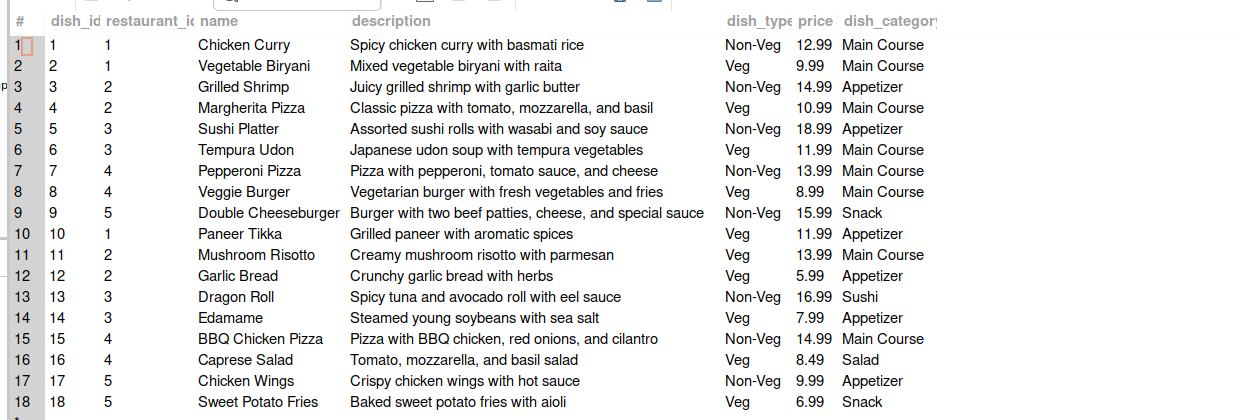 # dish_id restaurant_id name description dish_type price dish_category
1 1 1 Chicken Curry Spicy chicken curry with basmati rice Non-Veg 12.99 Main Course
2 2 1 Vegetable Biryani Mixed vegetable biryani with raita Veg 9.99 Main Course
3 3 2 Grilled Shrimp Juicy grilled shrimp with garlic butter Non-Veg 14.99 Appetizer
4 4 2 Margherita Pizza Classic pizza with tomato, mozzarella, and basil Veg 10.99 Main Course
5 5 3 Sushi Platter Assorted sushi rolls with wasabi and soy sauce Non-Veg 18.99 Appetizer
6 6 3 Tempura Udon Japanese udon soup with tempura vegetables Veg 11.99 Main Course
7 7 4 Pepperoni Pizza Pizza with pepperoni, tomato sauce, and cheese Non-Veg 13.99 Main Course
8 8 4 Veggie Burger Vegetarian burger with fresh vegetables and fries Veg 8.99 Main Course
9 9 5 Double Cheeseburger Burger with two beef patties, cheese, and special sauce Non-Veg 15.99 Snack
10 10 1 Paneer Tikka Grilled paneer with aromatic spices Veg 11.99 Appetizer
11 11 2 Mushroom Risotto Creamy mushroom risotto with parmesan Veg 13.99 Main Course
12 12 2 Garlic Bread Crunchy garlic bread with herbs Veg 5.99 Appetizer
13 13 3 Dragon Roll Spicy tuna and avocado roll with eel sauce Non-Veg 16.99 Sushi
14 14 3 Edamame Steamed young soybeans with sea salt Veg 7.99 Appetizer
15 15 4 BBQ Chicken Pizza Pizza with BBQ chicken, red onions, and cilantro Non-Veg 14.99 Main Course
16 16 4 Caprese Salad Tomato, mozzarella, and basil salad Veg 8.49 Salad
17 17 5 Chicken Wings Crispy chicken wings with hot sauce Non-Veg 9.99 Appetizer
18 18 5 Sweet Potato Fries Baked sweet potato fries with aioli Veg 6.99 Snack